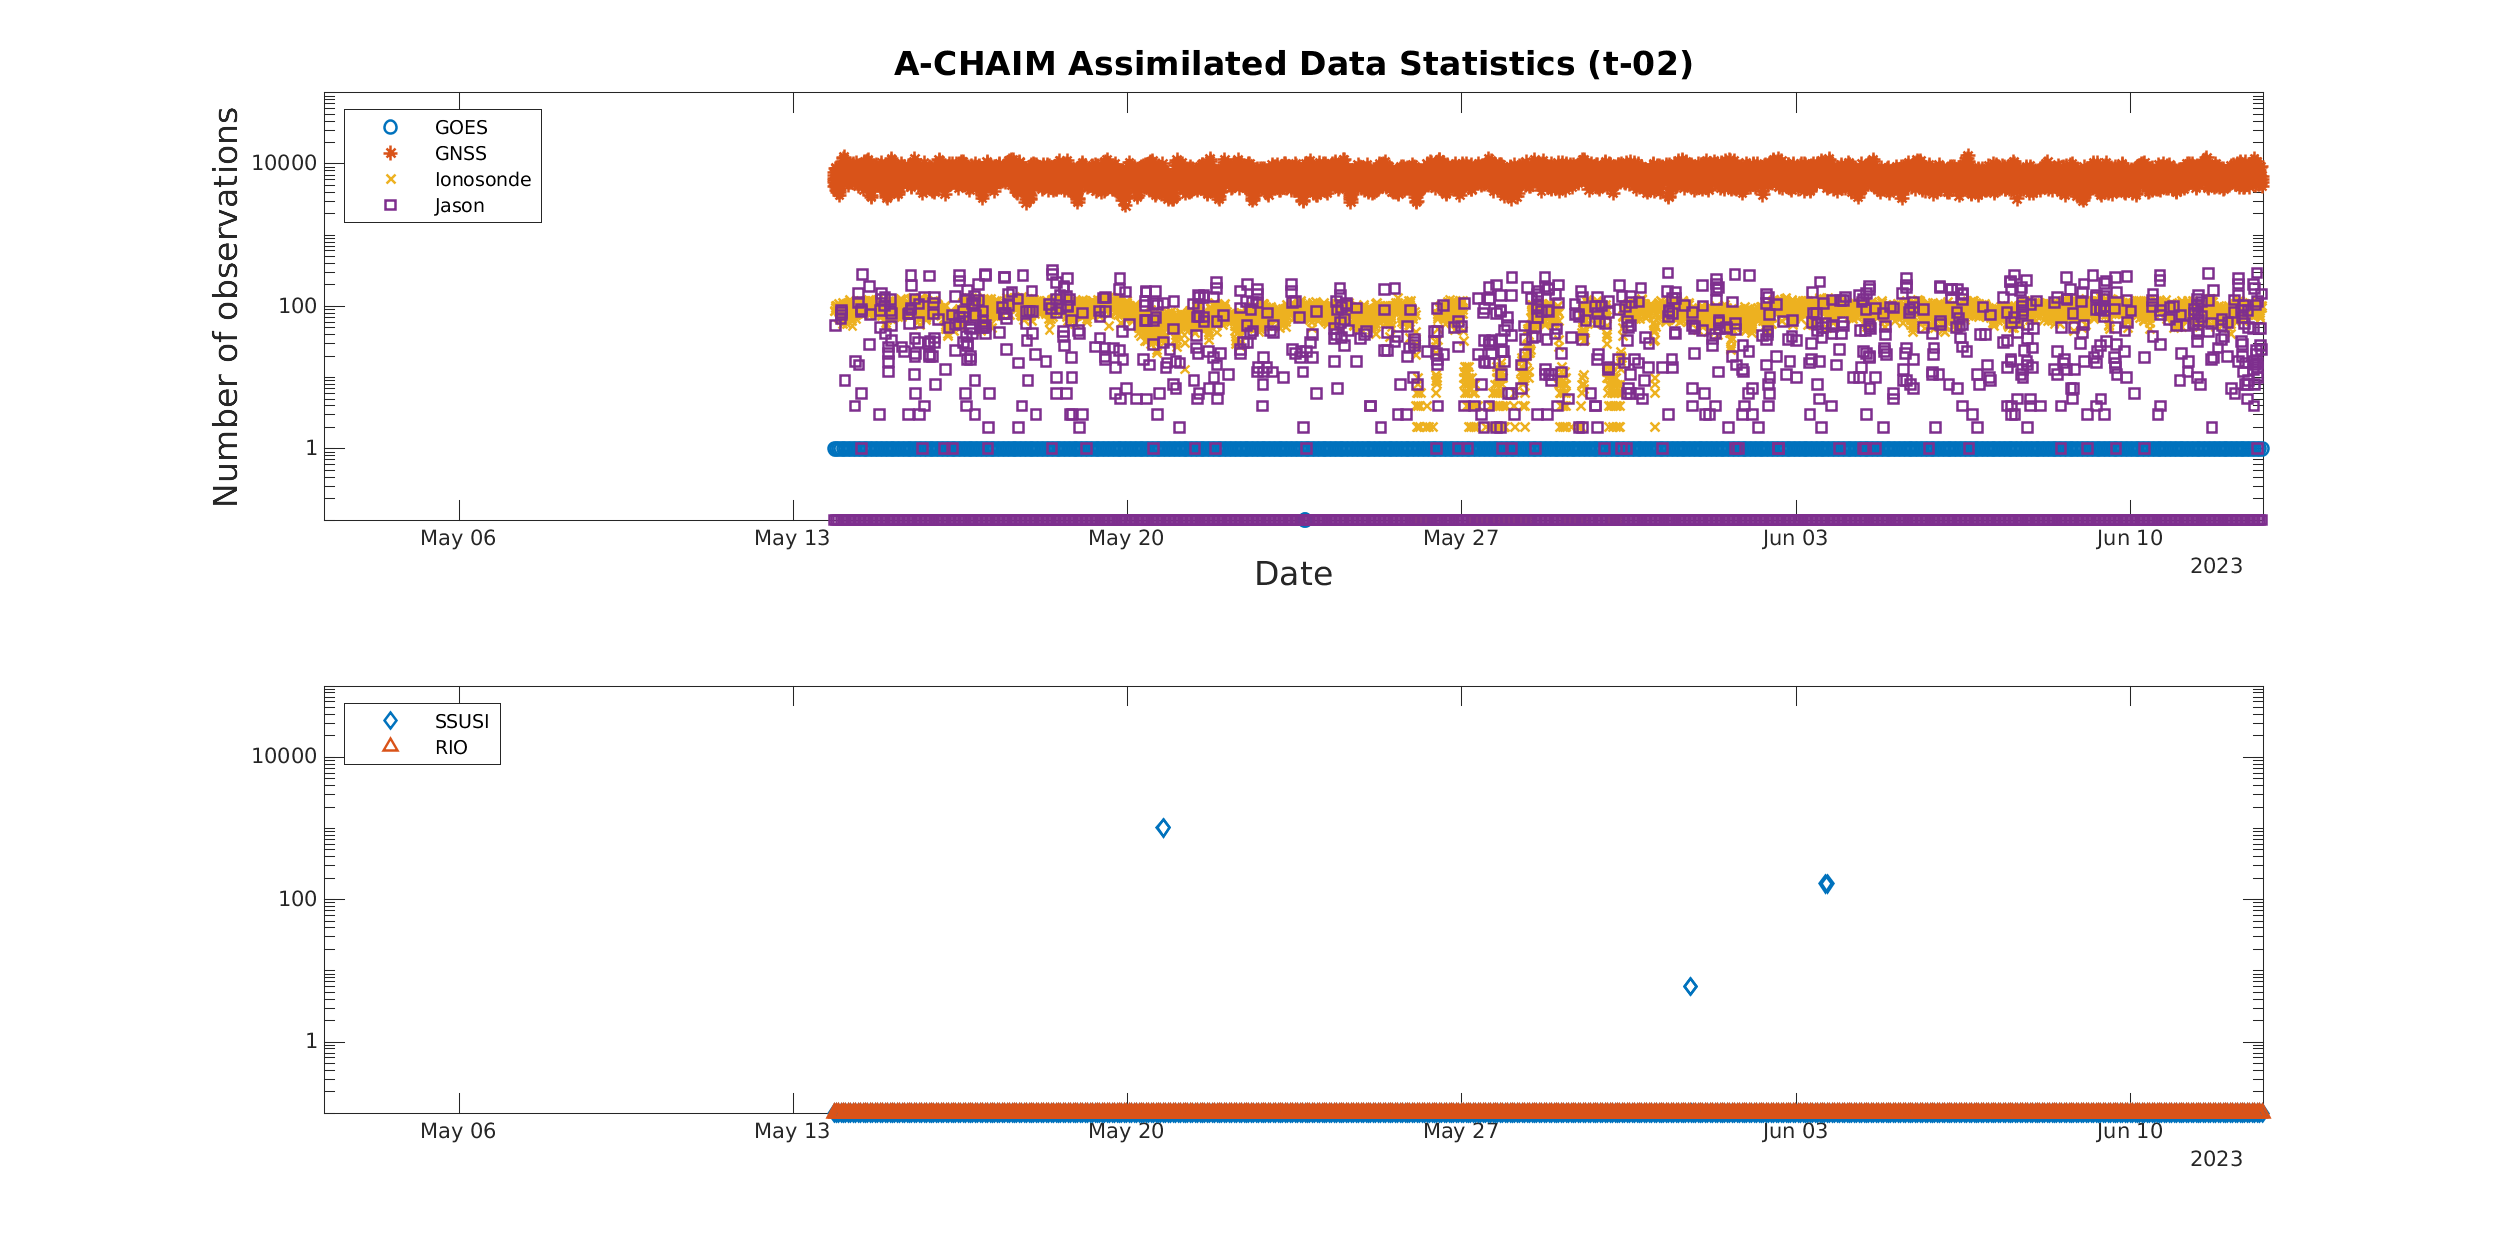 A-CHAIM Assimilated Data Statistics (t-02)
Number of observations
GOES
GNSS
Ionosonde
Jason
10000
100
1
May 06 May 13 May 20 May 27 Jun 03 Jun 10
2023
Date
SSUSI
RIO
10000
100
1
May 06 May 13 May 20 May 27 Jun 03 Jun 10
2023